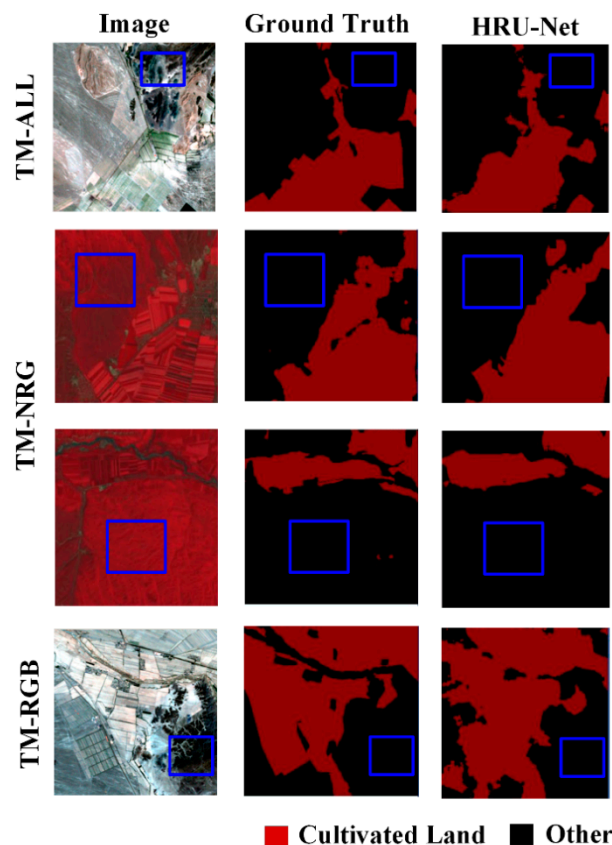 Image Ground Truth HRU-Net
TM-ALL
TM-NRG
TM-RGB
Cultivated Land Other